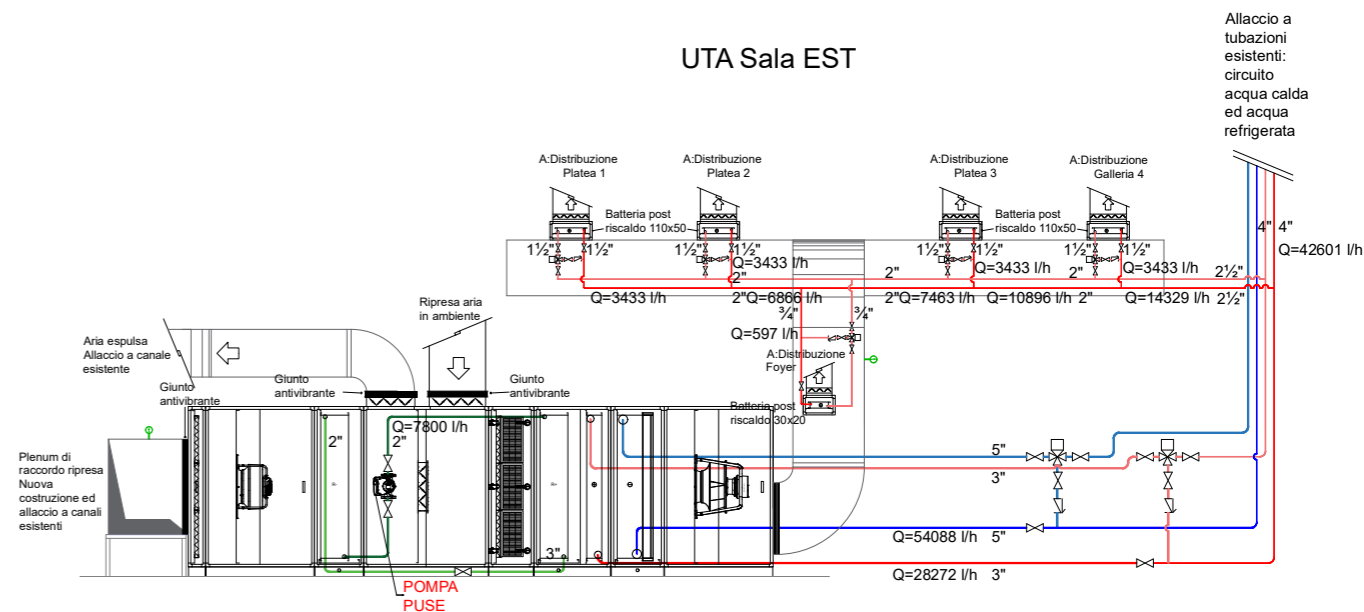 UTA Sala EST
Allaccio a
tubazioni
esistenti:
circuito
acqua calda
ed acqua
refrigerata
A:Distribuzione
Platea 1
A:Distribuzione
Platea 2
A:Distribuzione
Platea 3
A:Distribuzione
Galleria 4
Batteria post
riscaldo 110x50
Batteria post
riscaldo 110x50
1½" 1½" 1½" 1½" 1½" 1½" 1½" 1½"
4" 4"
Q=42601 l/h
Q=3433 l/h
Q=3433 l/h
Q=3433 l/h
2" 2" 2" 2½"
Q=3433 l/h 2" Q=6866 l/h 2" Q=7463 l/h Q=10896 l/h 2" Q=14329 l/h 2½"
¾" ¾"
Q=597 l/h
A:Distribuzione
Foyer
Batteria post
riscaldo 30x20
Ripresa aria
in ambiente
Aria espulsa
Allaccio a canale
esistente
Giunto
antivibrante
Giunto
antivibrante
Giunto
antivibrante
Q=7800 l/h
2" 2"
Plenum di
raccordo ripresa
Nuova
costruzione ed
allaccio a canali
esistenti
5"
3"
Q=54088 l/h 5"
3"
Q=28272 l/h 3"
POMPA
PUSE